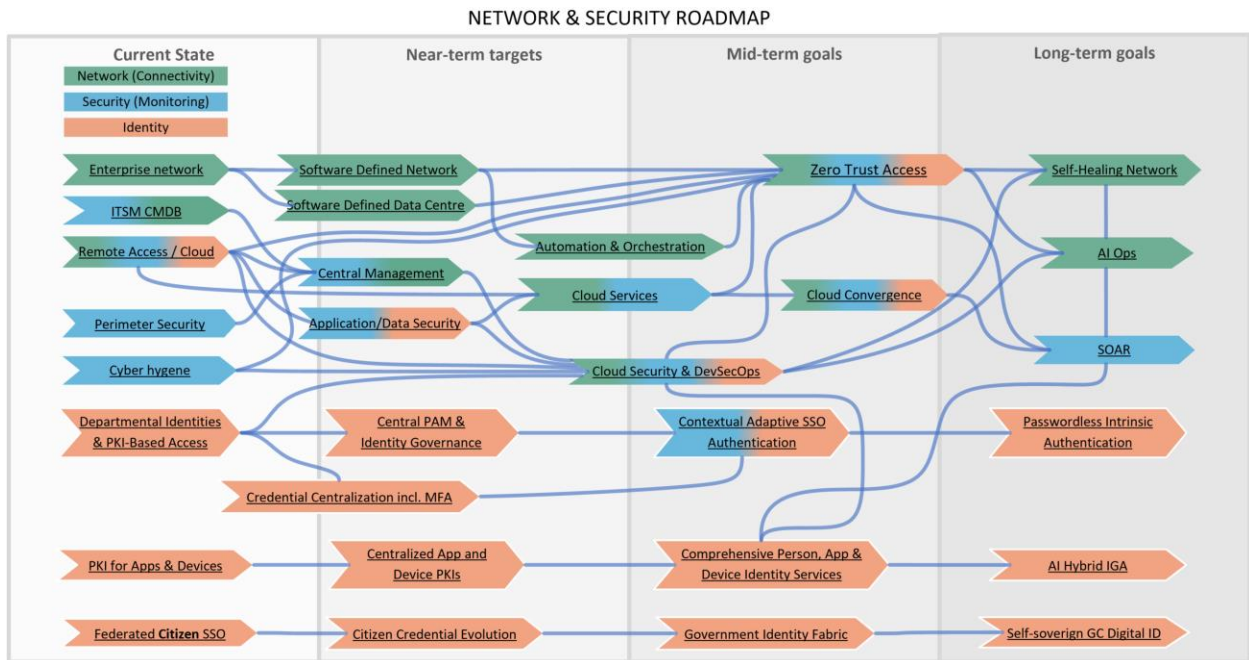 NETWORK & SECURITY ROADMAP
Current State
Near-term targets
Mid-term goals
Long-term goals
Network (Connectivity)
Security (Monitoring)
Identity
Enterprise network
Software Defined Network
Zero Trust Access
Self-Healing Network
ITSM CMDB
Software Defined Data Centre
Remote Access / Cloud
Automation & Orchestration
AI Ops
Central Management
Cloud Services
Cloud Convergence
Perimeter Security
Application/Data Security
SOAR
Cyber hygene
Cloud Security & DevSecOps
Departmental Identities
& PKI-Based Access
Central PAM &
Identity Governance
Contextual Adaptive SSO
Authentication
Passwordless Intrinsic
Authentication
Credential Centralization incl. MFA
PKI for Apps & Devices
Centralized App and
Device PKIs
Comprehensive Person, App &
Device Identity Services
AI Hybrid IGA
Federated Citizen SSO
Citizen Credential Evolution
Government Identity Fabric
Self-soverign GC Digital ID